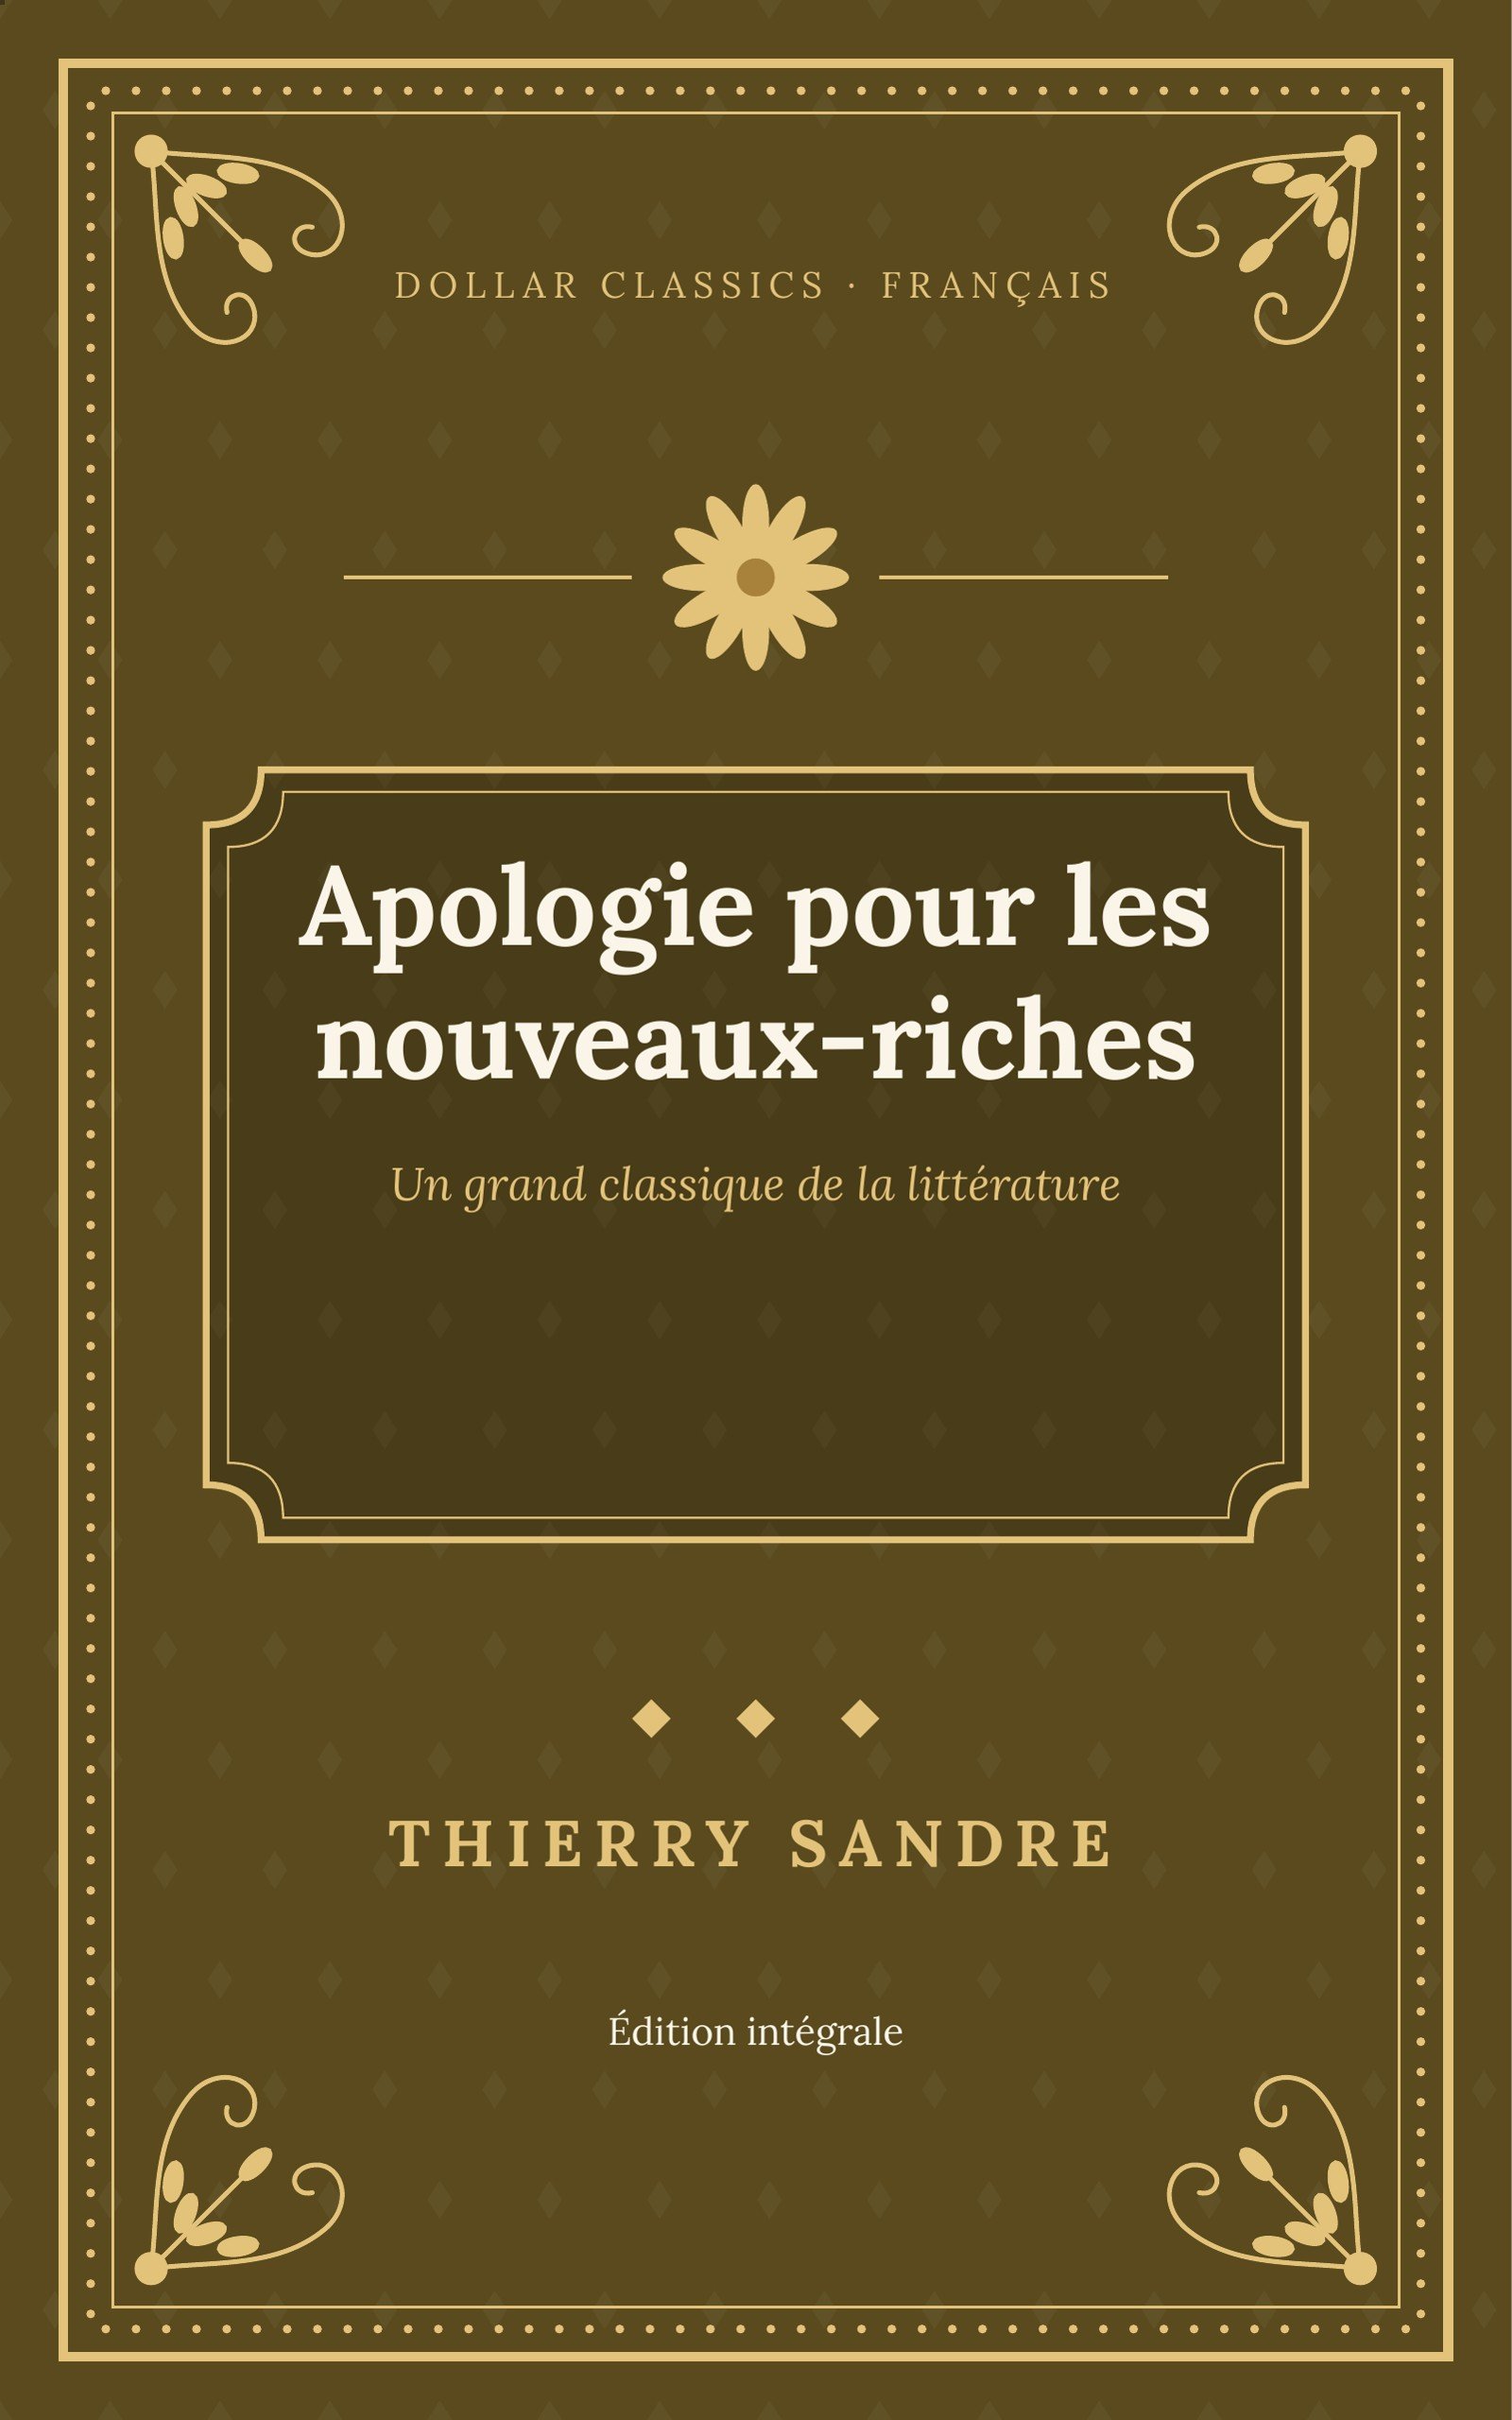 DOLLAR CLASSICS · FRANÇAIS
Apologie pour les
nouveaux-riches
Un grand classique de la littérature
THIERRY SANDRE
Édition intégrale